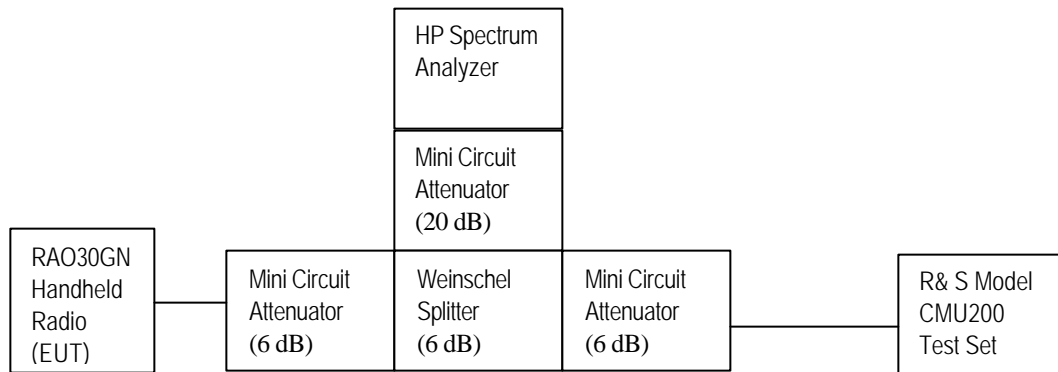 HP Spectrum
Analyzer
Mini Circuit
Attenuator
(20 dB)
RAO30GN
Handheld
Radio
(EUT)
Mini Circuit
Attenuator
(6 dB)
Weinschel
Splitter
(6 dB)
Mini Circuit
Attenuator
(6 dB)
R& S Model
CMU200
Test Set